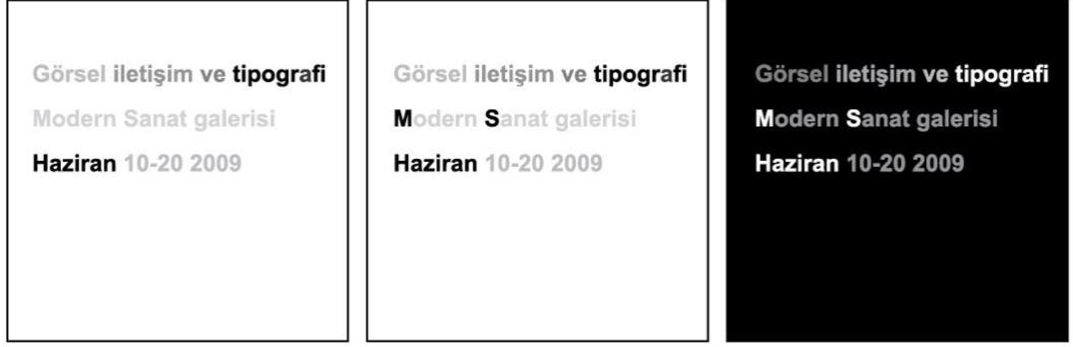 Görsel iletişim ve tipografi
Modern Sanat galerisi
Haziran 10-20 2009
Görsel iletişim ve tipografi
Modern Sanat galerisi
Haziran 10-20 2009
Görsel iletişim ve tipografi
Modern Sanat galerisi
Haziran 10-20 2009